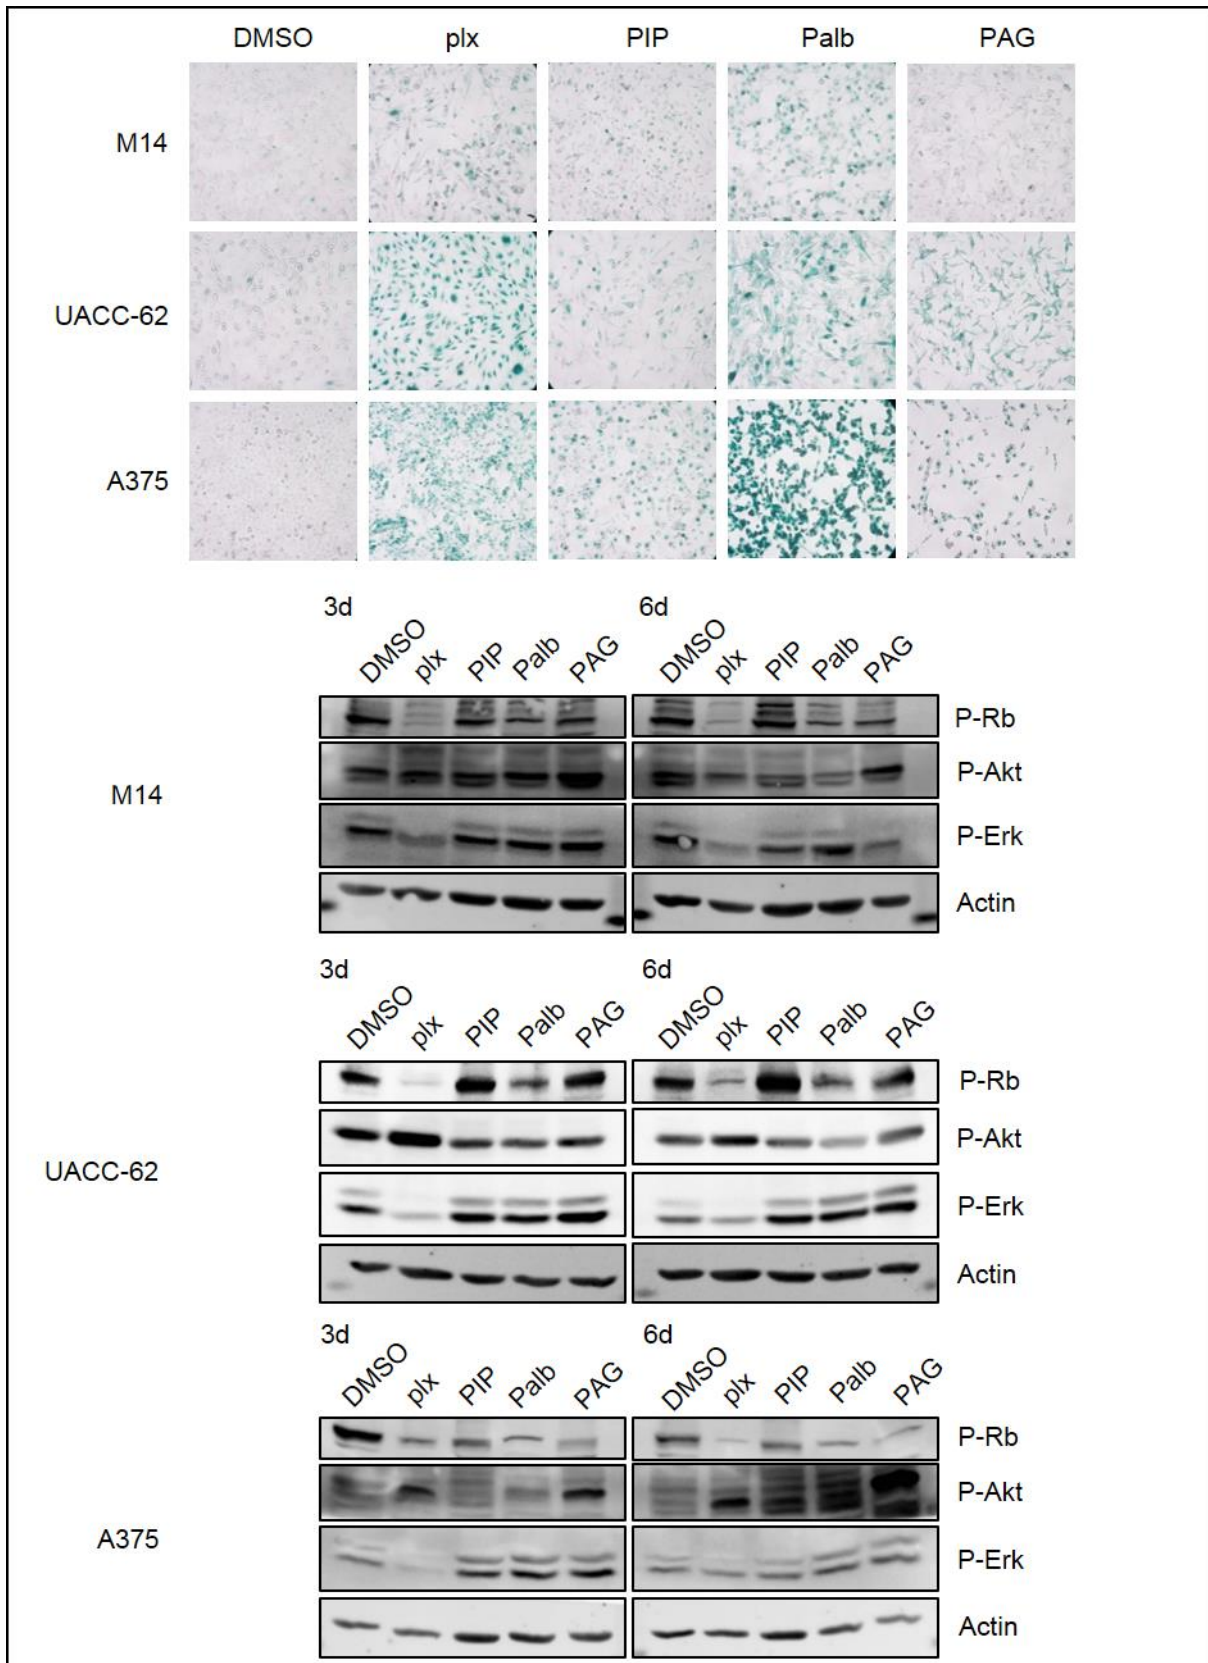 DMSO plx PIP Palb PAG
M14
UACC-62
A375
3d 6d
DMSO plx PIP Palb PAG DMSO plx PIP Palb PAG
P-Rb
P-Akt
M14
P-Erk
Actin
3d 6d
DMSO plx PIP Palb PAG DMSO plx PIP Palb PAG
P-Rb
P-Akt
UACC-62
P-Erk
Actin
3d 6d
DMSO plx PIP Palb PAG DMSO plx PIP Palb PAG
P-Rb
P-Akt
A375
P-Erk
Actin